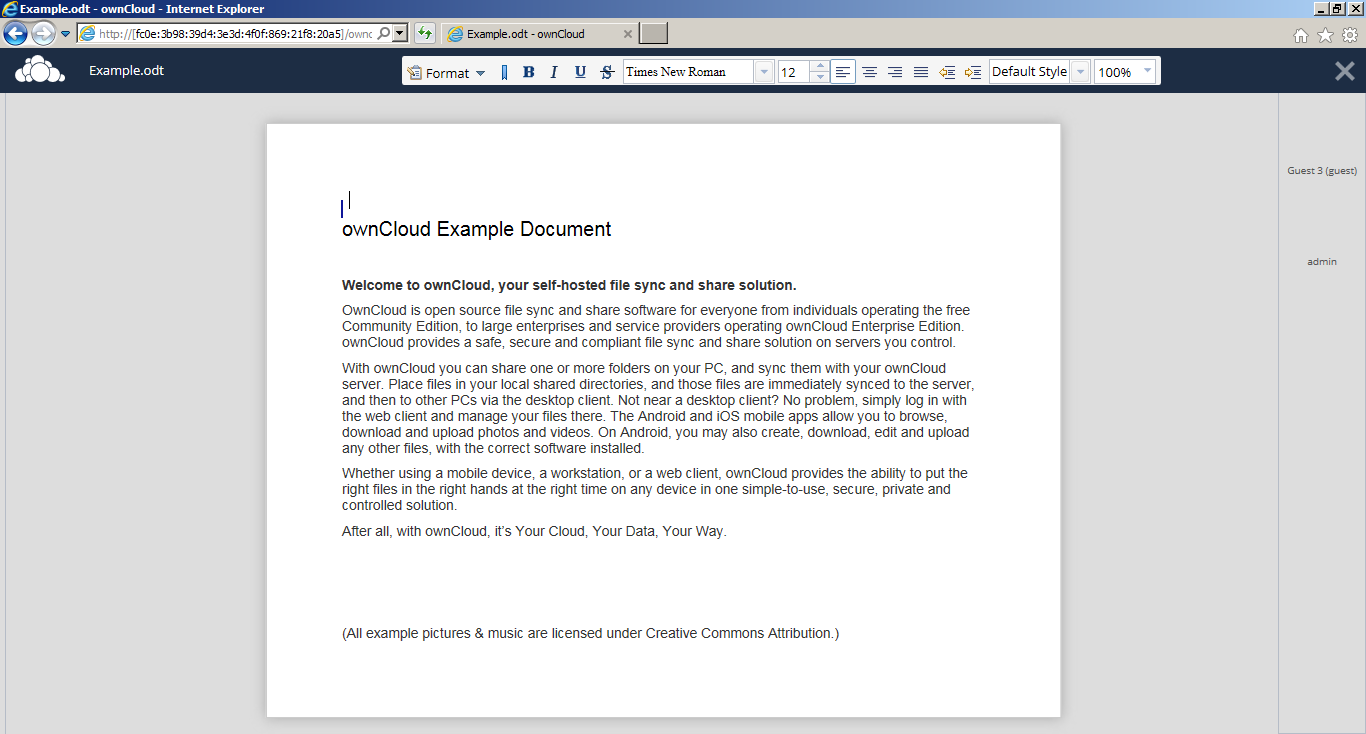 Example.odt - ownCloud - Internet Explorer
http://[fc0e:3b98:39d4:3e3d:4f0f:869:21f8:20a5]/ownc
Example.odt - ownCloud
Example.odt
Format
B I U S
Times New Roman
12
Default Style
100%
Guest 3 (guest)
admin
ownCloud Example Document
Welcome to ownCloud, your self-hosted file sync and share solution.
OwnCloud is open source file sync and share software for everyone from individuals operating the free
Community Edition, to large enterprises and service providers operating ownCloud Enterprise Edition.
ownCloud provides a safe, secure and compliant file sync and share solution on servers you control.
With ownCloud you can share one or more folders on your PC, and sync them with your ownCloud
server. Place files in your local shared directories, and those files are immediately synced to the server,
and then to other PCs via the desktop client. Not near a desktop client? No problem, simply log in with
the web client and manage your files there. The Android and iOS mobile apps allow you to browse,
download and upload photos and videos. On Android, you may also create, download, edit and upload
any other files, with the correct software installed.
Whether using a mobile device, a workstation, or a web client, ownCloud provides the ability to put the
right files in the right hands at the right time on any device in one simple-to-use, secure, private and
controlled solution.
After all, with ownCloud, it’s Your Cloud, Your Data, Your Way.
(All example pictures & music are licensed under Creative Commons Attribution.)